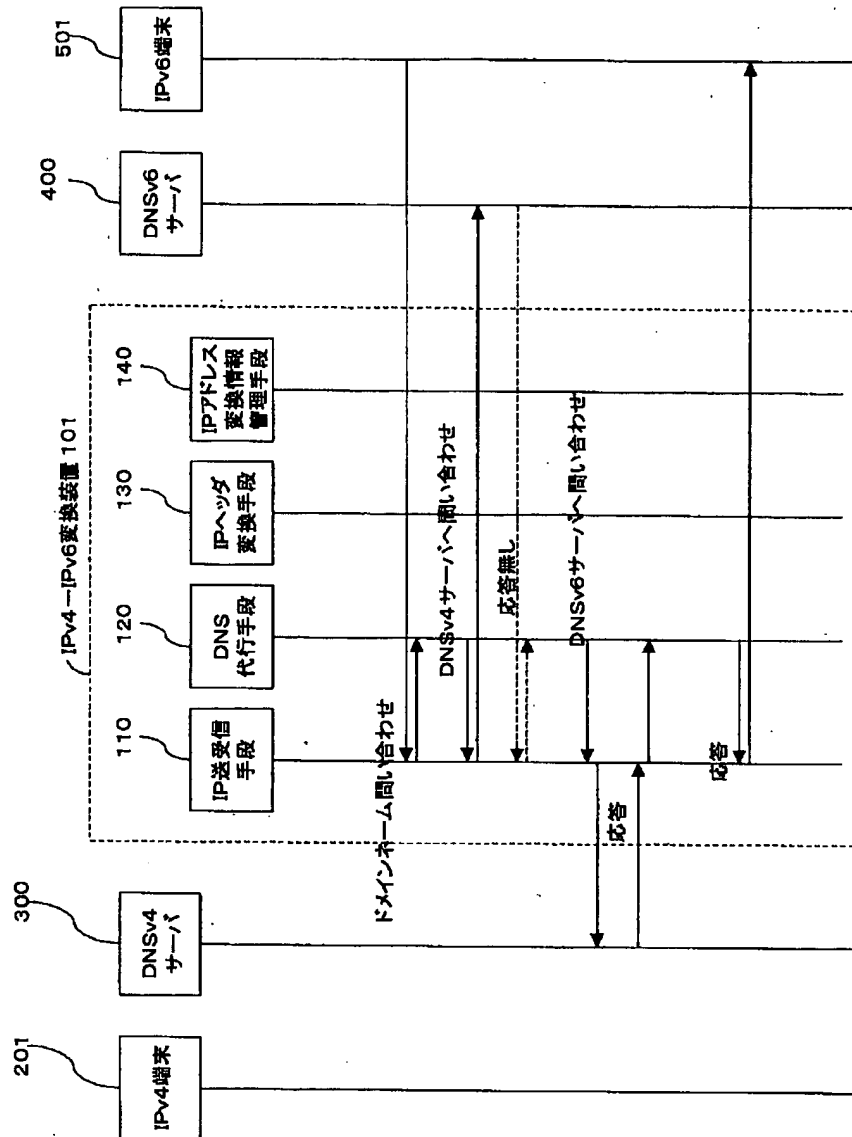 201
IPv4端末
300
DNSv4
サーバ
IPv4ーIPv6変換装置 101
110
IP送受信
手段
120
DNS
代行手段
130
IPヘッダ
変換手段
140
IPアドレス
変換情報
管理手段
400
DNSv6
サーバ
501
IPv6端末
ドメインネーム問い合わせ
DNSv4サーバへ問い合わせ
応答無し
DNSv6サーバへ問い合わせ
応答
応答